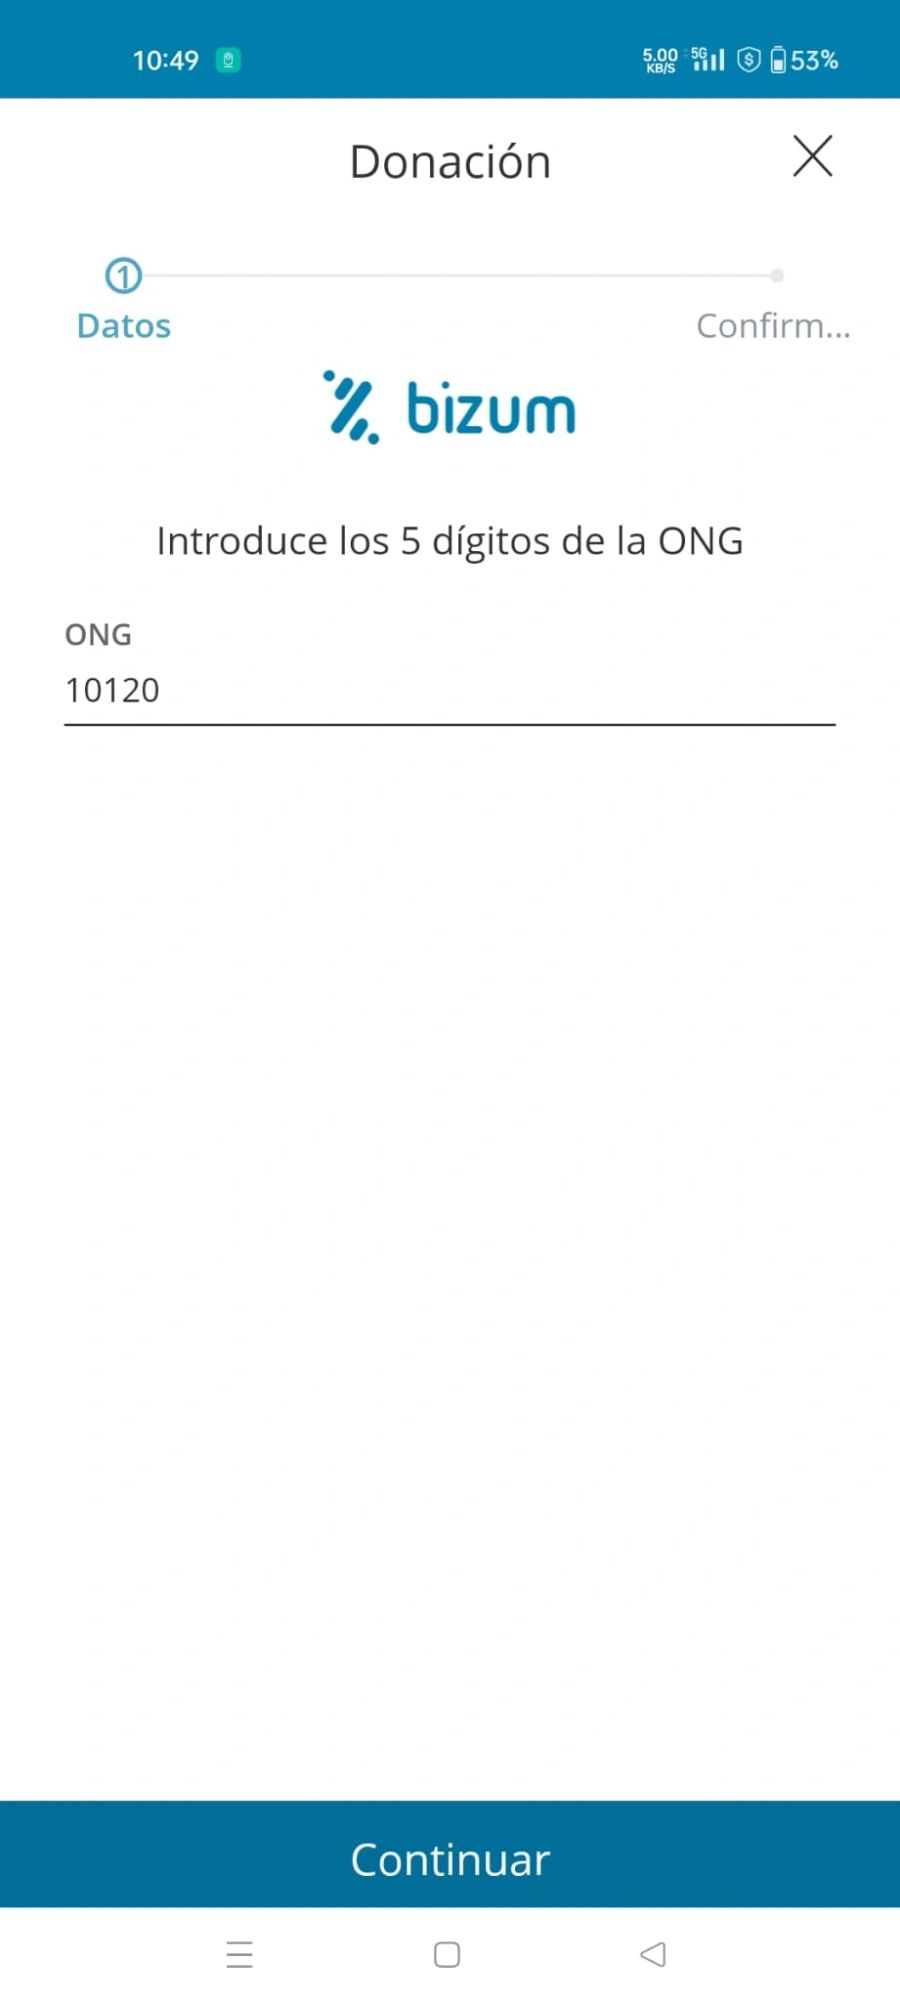 10:49
5.00 KB/S 5G 53%
Donación
1
Datos
Confirm...
bizum
Introduce los 5 dígitos de la ONG
ONG
10120
Continuar